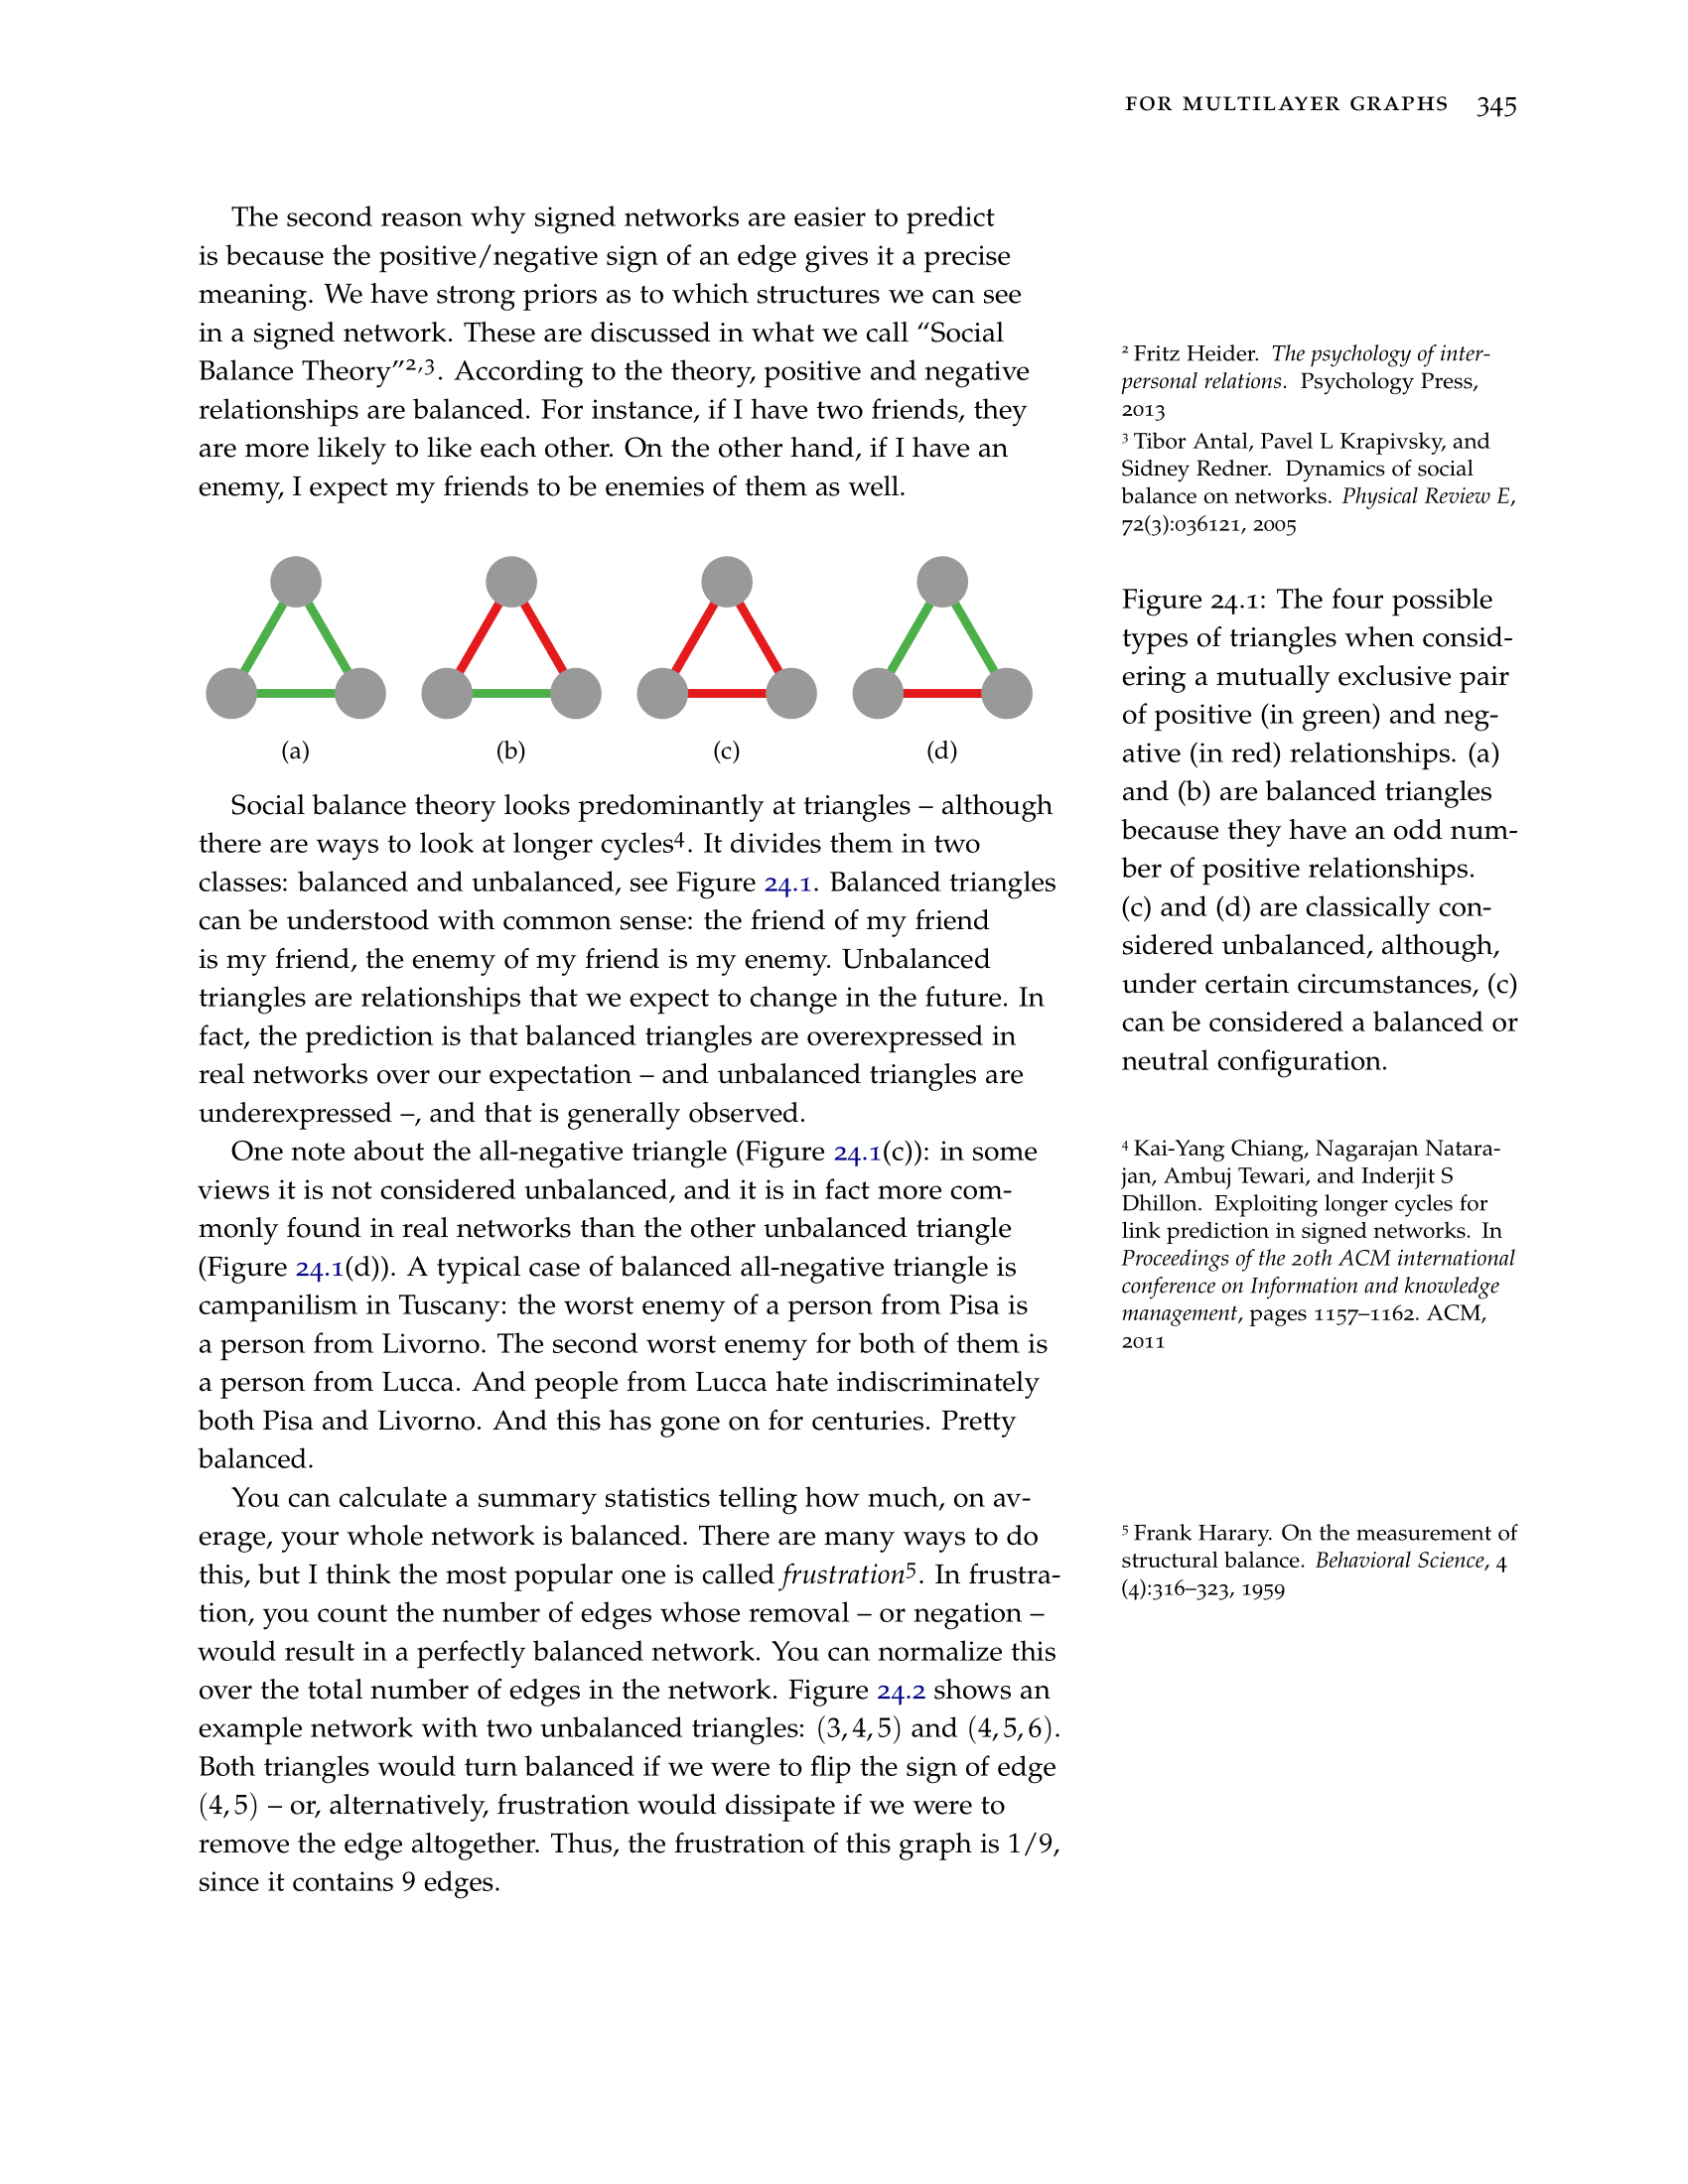 FOR MULTILAYER GRAPHS 345
The second reason why signed networks are easier to predict
is because the positive/negative sign of an edge gives it a precise
meaning. We have strong priors as to which structures we can see
in a signed network. These are discussed in what we call “Social
Balance Theory”2,3. According to the theory, positive and negative
relationships are balanced. For instance, if I have two friends, they
are more likely to like each other. On the other hand, if I have an
enemy, I expect my friends to be enemies of them as well.
2 Fritz Heider. The psychology of inter-
personal relations. Psychology Press,
2013
3 Tibor Antal, Pavel L Krapivsky, and
Sidney Redner. Dynamics of social
balance on networks. Physical Review E,
72(3):036121, 2005
(a)
(b)
(c)
(d)
Figure 24.1: The four possible
types of triangles when consid-
ering a mutually exclusive pair
of positive (in green) and neg-
ative (in red) relationships. (a)
and (b) are balanced triangles
because they have an odd num-
ber of positive relationships.
(c) and (d) are classically con-
sidered unbalanced, although,
under certain circumstances, (c)
can be considered a balanced or
neutral configuration.
Social balance theory looks predominantly at triangles – although
there are ways to look at longer cycles4. It divides them in two
classes: balanced and unbalanced, see Figure 24.1. Balanced triangles
can be understood with common sense: the friend of my friend
is my friend, the enemy of my friend is my enemy. Unbalanced
triangles are relationships that we expect to change in the future. In
fact, the prediction is that balanced triangles are overexpressed in
real networks over our expectation – and unbalanced triangles are
underexpressed –, and that is generally observed.
One note about the all-negative triangle (Figure 24.1(c)): in some
views it is not considered unbalanced, and it is in fact more com-
monly found in real networks than the other unbalanced triangle
(Figure 24.1(d)). A typical case of balanced all-negative triangle is
campanilism in Tuscany: the worst enemy of a person from Pisa is
a person from Livorno. The second worst enemy for both of them is
a person from Lucca. And people from Lucca hate indiscriminately
both Pisa and Livorno. And this has gone on for centuries. Pretty
balanced.
4 Kai-Yang Chiang, Nagarajan Natara-
jan, Ambuj Tewari, and Inderjit S
Dhillon. Exploiting longer cycles for
link prediction in signed networks. In
Proceedings of the 20th ACM international
conference on Information and knowledge
management, pages 1157–1162. ACM,
2011
You can calculate a summary statistics telling how much, on av-
erage, your whole network is balanced. There are many ways to do
this, but I think the most popular one is called frustration5. In frustra-
tion, you count the number of edges whose removal – or negation –
would result in a perfectly balanced network. You can normalize this
over the total number of edges in the network. Figure 24.2 shows an
example network with two unbalanced triangles: (3, 4, 5) and (4, 5, 6).
Both triangles would turn balanced if we were to flip the sign of edge
(4, 5) – or, alternatively, frustration would dissipate if we were to
remove the edge altogether. Thus, the frustration of this graph is 1/9,
since it contains 9 edges.
5 Frank Harary. On the measurement of
structural balance. Behavioral Science, 4
(4):316–323, 1959